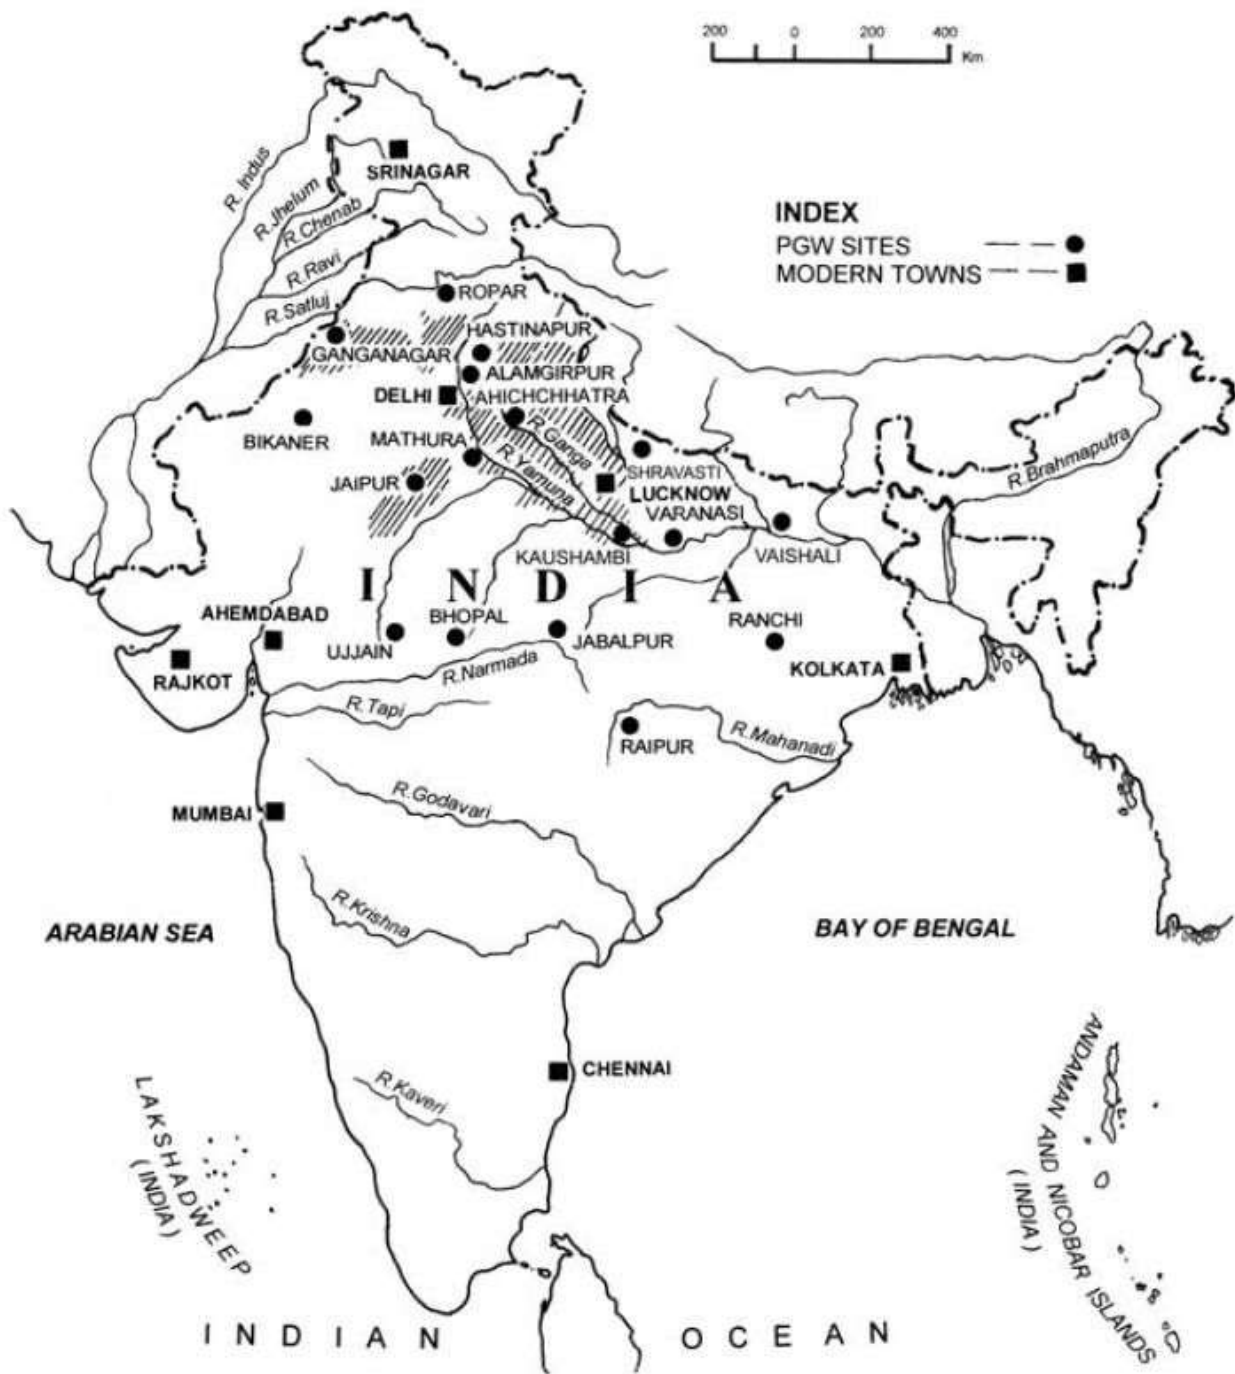 200 0 200 400
Km
R. Indus
SRINAGAR
R.Jhelum
R.Chenab
INDEX
PGW SITES
MODERN TOWNS
R.Ravi
R.Satluj
ROPAR
HASTINAPUR
GANGANAGAR
ALAMGIRPUR
DELHI
AHICHCHHATRA
BIKANER
MATHURA
R.Ganga
R.Yamuna
SHRAVASTI
R.Brahmaputra
JAIPUR
LUCKNOW
VARANASI
KAUSHAMBI
VAISHALI
INDIA
AHEMDABAD
BHOPAL
RANCHI
UJJAIN
JABALPUR
RAJKOT
R.Narmada
KOLKATA
R.Tapi
RAIPUR
R.Mahanadi
MUMBAI
R.Godavari
R.Krishna
ARABIAN SEA
BAY OF BENGAL
CHENNAI
R.Kaveri
LAKSHADWEEP
(INDIA)
ANDAMAN AND NICOBAR ISLANDS
(INDIA)
INDIAN OCEAN